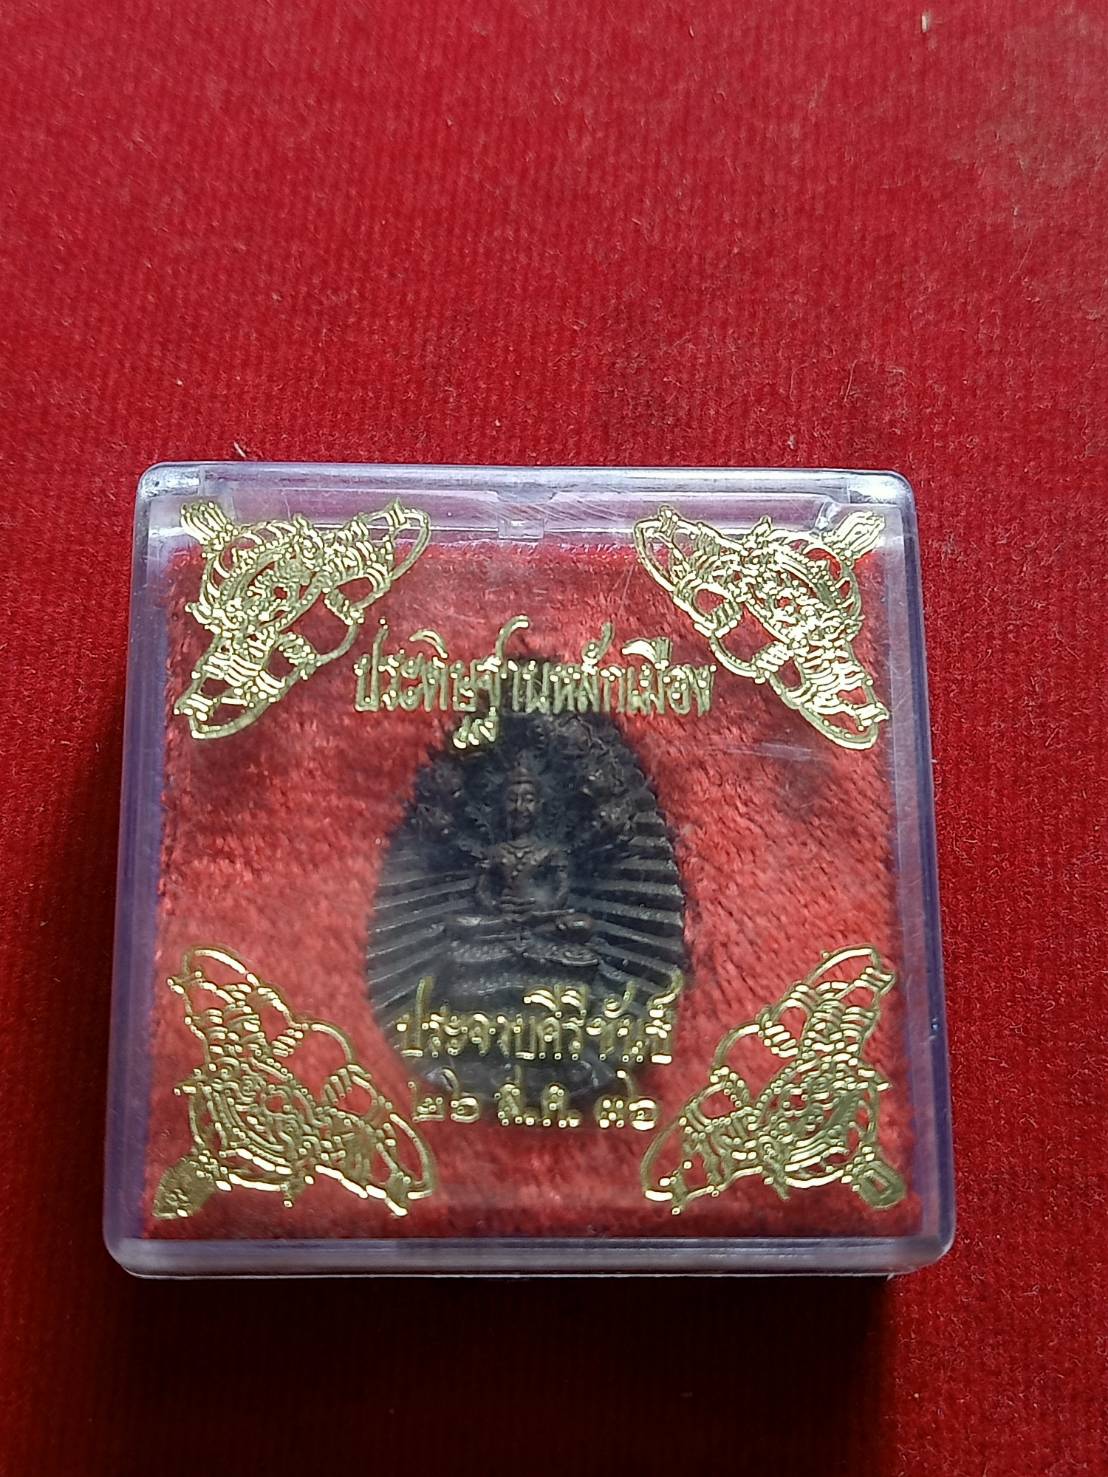 ประดิษฐานหลักเมือง
ประจวบคีรีขันธ์
๒๖ ส.ค. ๓๖